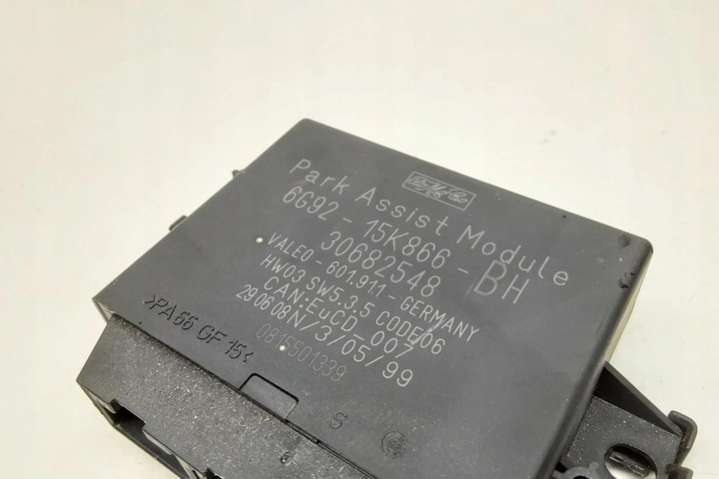 Park Assist Module
6G92-15K866-BH
30682548
VALEO-601.911-GERMANY
HW03 SW5.3.5 CODE06
CAN:EuCD_007
290608N/3/05/99
>PA66 GF15<
S